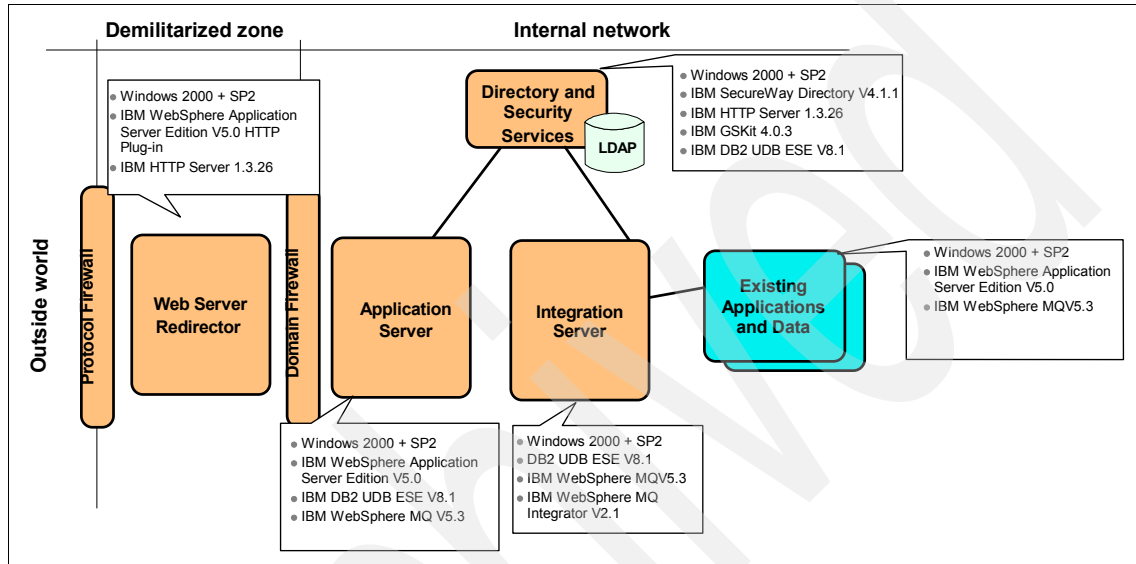 Demilitarized zone
Internal network
Outside world
Protocol Firewall
● Windows 2000 + SP2
● IBM WebSphere Application
Server Edition V5.0 HTTP
Plug-in
● IBM HTTP Server 1.3.26
Web Server
Redirector
Domain Firewall
Directory and
Security
Services
LDAP
● Windows 2000 + SP2
● IBM SecureWay Directory V4.1.1
● IBM HTTP Server 1.3.26
● IBM GSKit 4.0.3
● IBM DB2 UDB ESE V8.1
Application
Server
Integration
Server
Existing
Applications
and Data
● Windows 2000 + SP2
● IBM WebSphere Application
Server Edition V5.0
● IBM WebSphere MQV5.3
● Windows 2000 + SP2
● IBM WebSphere Application
Server Edition V5.0
● IBM DB2 UDB ESE V8.1
● IBM WebSphere MQ V5.3
● Windows 2000 + SP2
● DB2 UDB ESE V8.1
● IBM WebSphere MQV5.3
● IBM WebSphere MQ
Integrator V2.1